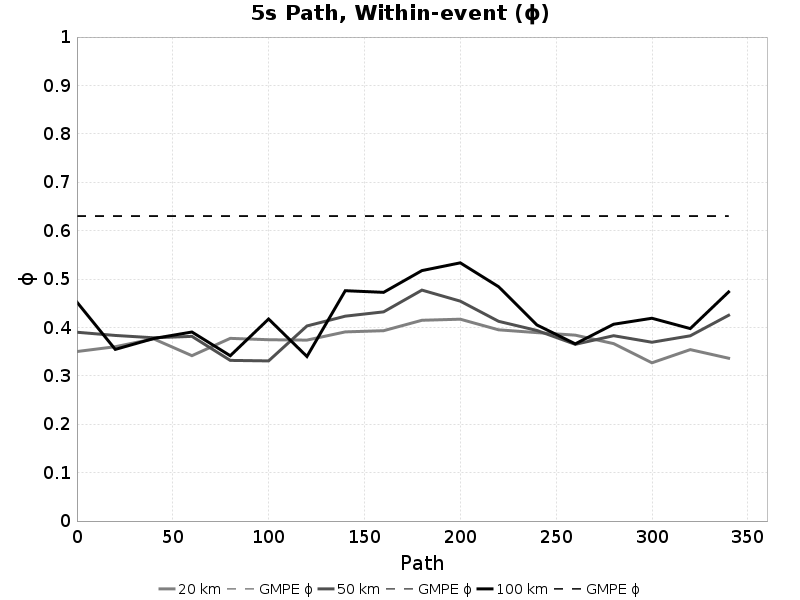 5s Path, Within-event (ϕ)
1
0.9
0.8
0.7
0.6
0.5
0.4
0.3
0.2
0.1
0
ϕ
0 50 100 150 200 250 300 350
Path
20 km GMPE ϕ 50 km GMPE ϕ 100 km GMPE ϕ